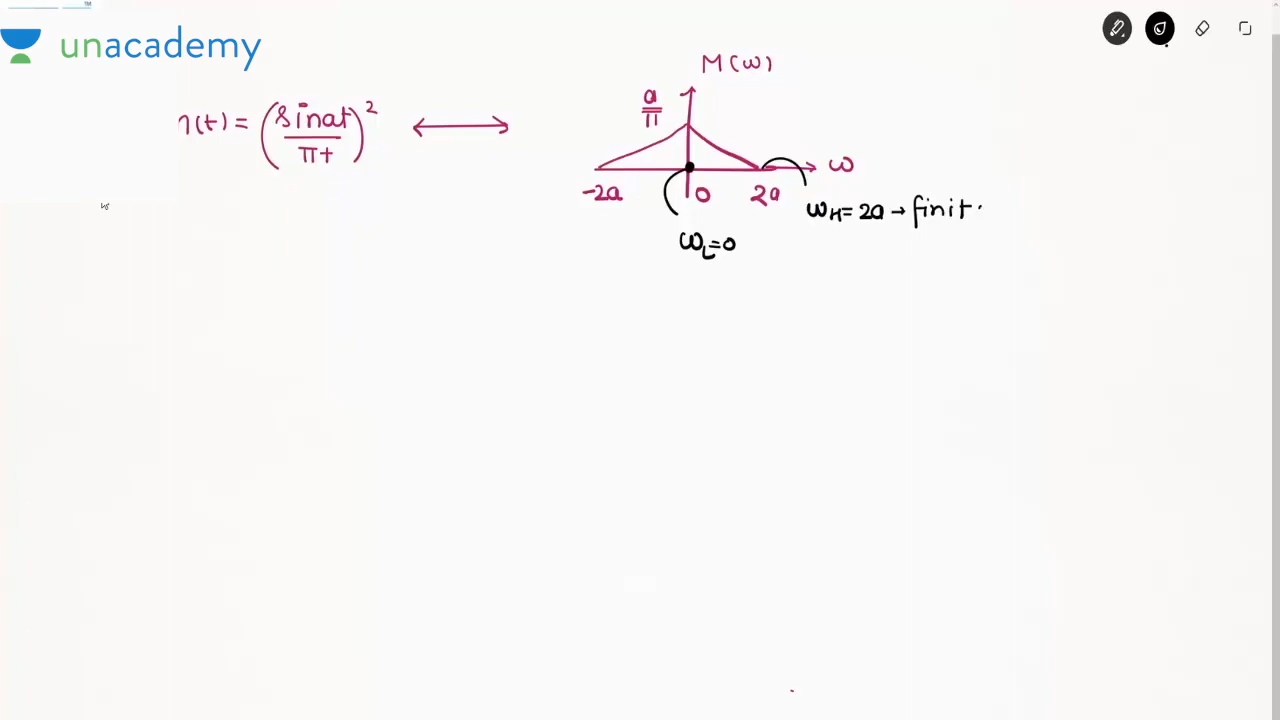 unacademy
M(ω)
m(t) = (sinat/πt)² ⟷
a/π
ω
-2a 0 2a
ω_H = 2a → finit
ω_L = 0